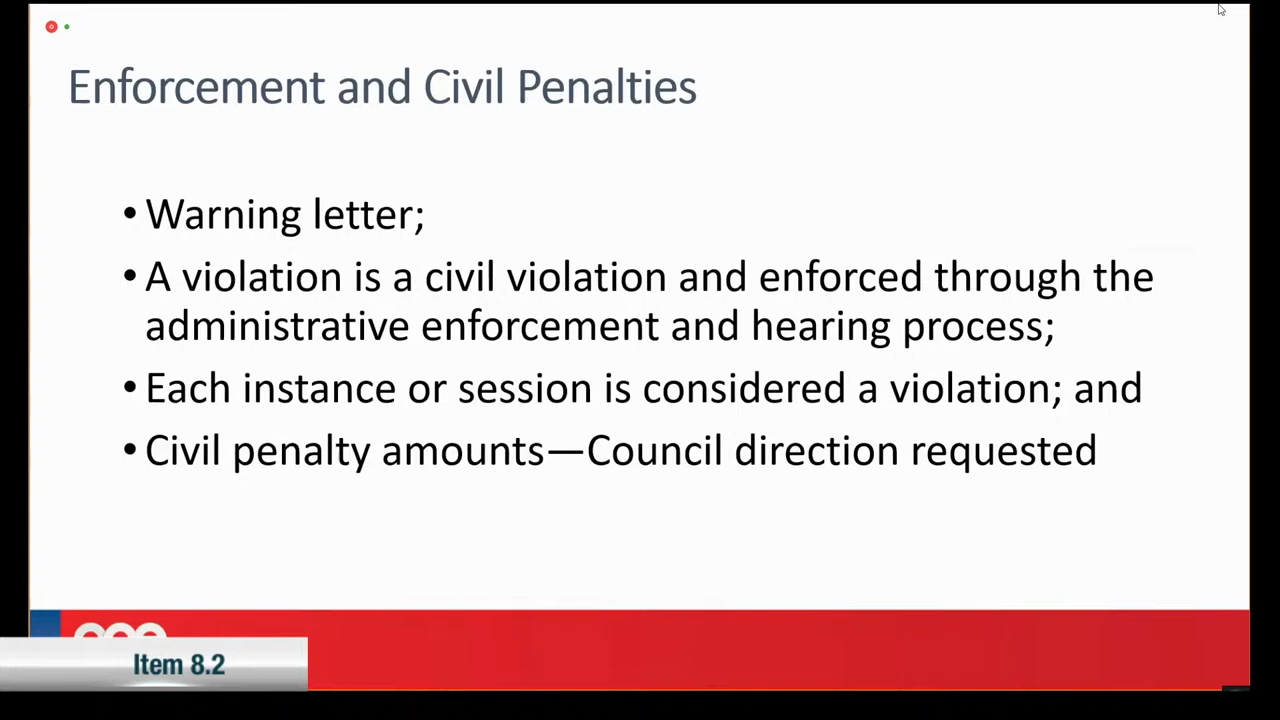 Enforcement and Civil Penalties
• Warning letter;
• A violation is a civil violation and enforced through the
administrative enforcement and hearing process;
• Each instance or session is considered a violation; and
• Civil penalty amounts—Council direction requested
Item 8.2